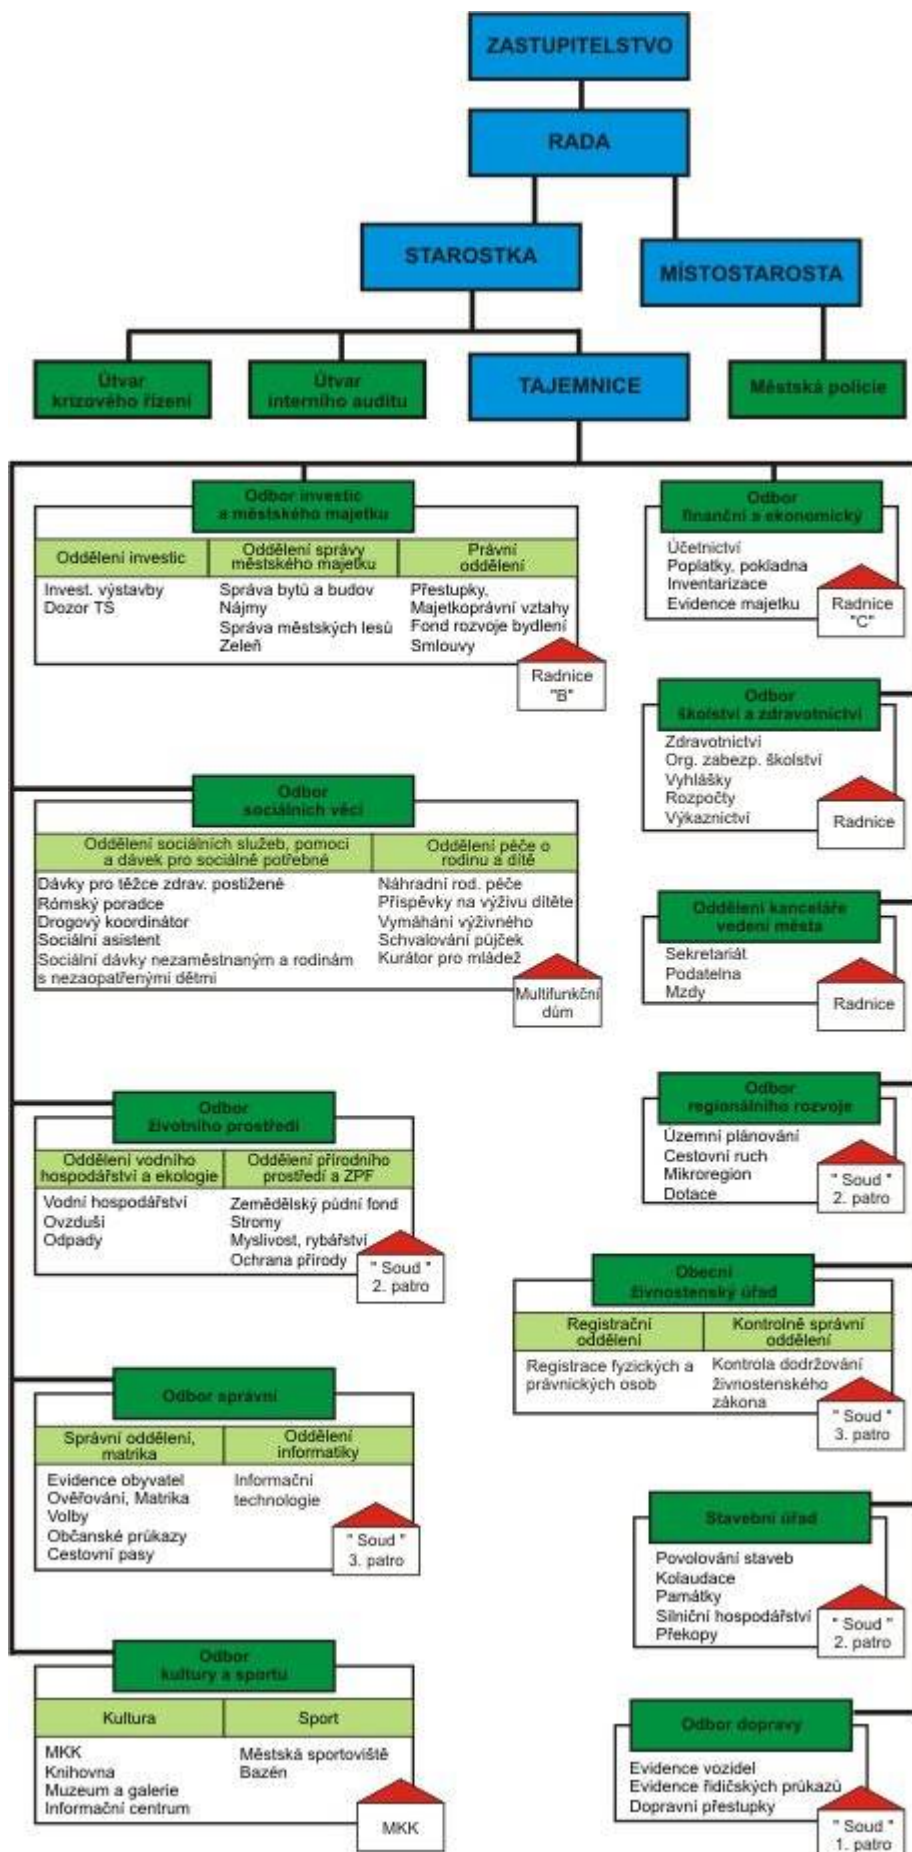 ZASTUPITELSTVO
RADA
STAROSTKA
MÍSTOSTAROSTA
Útvar
krizového řízení
Útvar
interního auditu
TAJEMNICE
Městská policie
Odbor investic
a městského majetku
Oddělení investic
Oddělení správy
městského majetku
Právní
oddělení
Invest. výstavby
Dozor TS
Správa bytů a budov
Nájmy
Správa městských lesů
Zeleň
Přestupky,
Majetkoprávní vztahy
Fond rozvoje bydlení
Smlouvy
Radnice
"B"
Odbor
finanční a ekonomický
Účetnictví
Poplatky, pokladna
Inventarizace
Evidence majetku
Radnice
"C"
Odbor
školství a zdravotnictví
Zdravotnictví
Org. zabezp. školství
Vyhlášky
Rozpočty
Výkaznictví
Radnice
Odbor
sociálních věcí
Oddělení sociálních služeb, pomoci
a dávek pro sociálně potřebné
Oddělení péče o
rodinu a dítě
Dávky pro těžce zdrav. postižené
Rómský poradce
Drogový koordinátor
Sociální asistent
Sociální dávky nezaměstnaným a rodinám
s nezaopatřenými dětmi
Náhradní rod. péče
Příspěvky na výživu dítěte
Vymáhání výživného
Schvalování půjček
Kurátor pro mládež
Multifunkční
dům
Oddělení kanceláře
vedení města
Sekretariát
Podatelna
Mzdy
Radnice
Odbor
regionálního rozvoje
Územní plánování
Cestovní ruch
Mikroregion
Dotace
" Soud "
2. patro
Odbor
životního prostředí
Oddělení vodního
hospodářství a ekologie
Oddělení přírodního
prostředí a ZPF
Vodní hospodářství
Ovzduší
Odpady
Zemědělský půdní fond
Stromy
Myslivost, rybářství
Ochrana přírody
" Soud "
2. patro
Obecní
živnostenský úřad
Registrační
oddělení
Kontrolně správní
oddělení
Registrace fyzických a
právnických osob
Kontrola dodržování
živnostenského
zákona
" Soud "
3. patro
Odbor správní
Správní oddělení,
matrika
Oddělení
informatiky
Evidence obyvatel
Ověřování, Matrika
Volby
Občanské průkazy
Cestovní pasy
Informační
technologie
" Soud "
3. patro
Stavební úřad
Povolování staveb
Kolaudace
Památky
Silniční hospodářství
Překopy
" Soud "
2. patro
Odbor
kultury a sportu
Kultura
Sport
MKK
Knihovna
Muzeum a galerie
Informační centrum
Městská sportoviště
Bazén
MKK
Odbor dopravy
Evidence vozidel
Evidence řidičských průkazů
Dopravní přestupky
" Soud "
1. patro